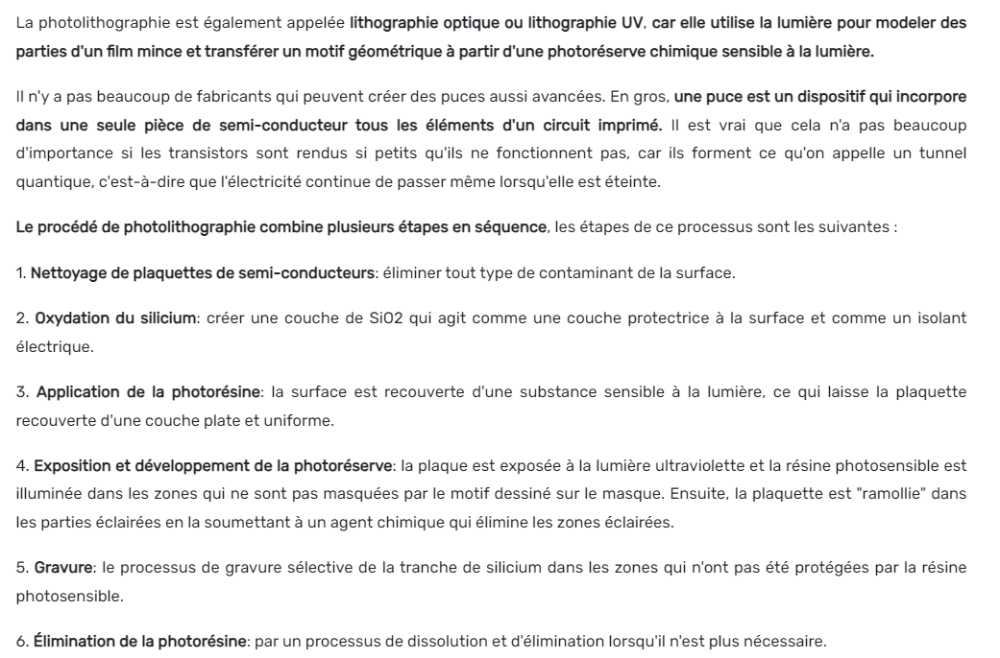 La photolithographie est également appelée lithographie optique ou lithographie UV, car elle utilise la lumière pour modeler des
parties d'un film mince et transférer un motif géométrique à partir d'une photoréserve chimique sensible à la lumière.
Il n'y a pas beaucoup de fabricants qui peuvent créer des puces aussi avancées. En gros, une puce est un dispositif qui incorpore
dans une seule pièce de semi-conducteur tous les éléments d'un circuit imprimé. Il est vrai que cela n'a pas beaucoup
d'importance si les transistors sont rendus si petits qu'ils ne fonctionnent pas, car ils forment ce qu'on appelle un tunnel
quantique, c'est-à-dire que l'électricité continue de passer même lorsqu'elle est éteinte.
Le procédé de photolithographie combine plusieurs étapes en séquence, les étapes de ce processus sont les suivantes :
1. Nettoyage de plaquettes de semi-conducteurs: éliminer tout type de contaminant de la surface.
2. Oxydation du silicium: créer une couche de SiO2 qui agit comme une couche protectrice à la surface et comme un isolant
électrique.
3. Application de la photorésine: la surface est recouverte d'une substance sensible à la lumière, ce qui laisse la plaquette
recouverte d'une couche plate et uniforme.
4. Exposition et développement de la photoréserve: la plaque est exposée à la lumière ultraviolette et la résine photosensible est
illuminée dans les zones qui ne sont pas masquées par le motif dessiné sur le masque. Ensuite, la plaquette est "ramollie" dans
les parties éclairées en la soumettant à un agent chimique qui élimine les zones éclairées.
5. Gravure: le processus de gravure sélective de la tranche de silicium dans les zones qui n'ont pas été protégées par la résine
photosensible.
6. Élimination de la photorésine: par un processus de dissolution et d'élimination lorsqu'il n'est plus nécessaire.